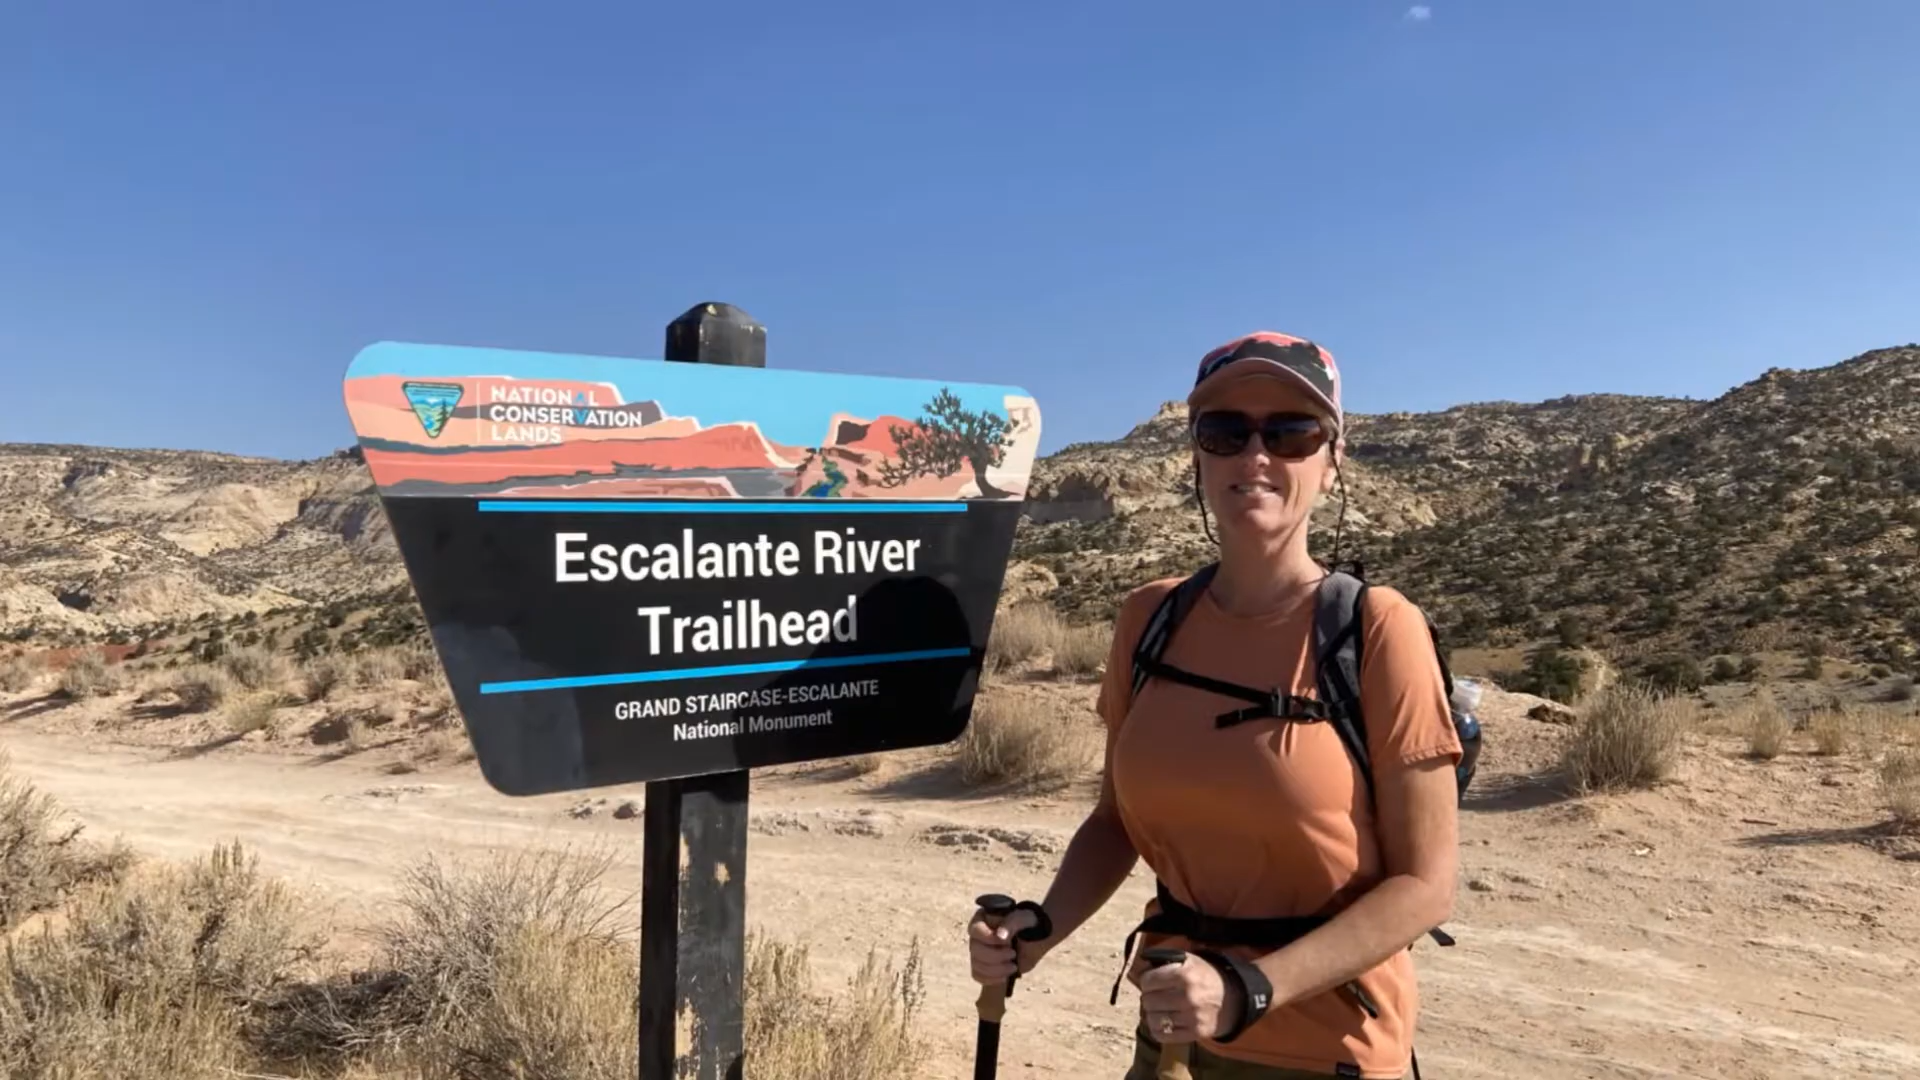 NATIONAL
CONSERVATION
LANDS
Escalante River
Trailhead
GRAND STAIRCASE-ESCALANTE
National Monument